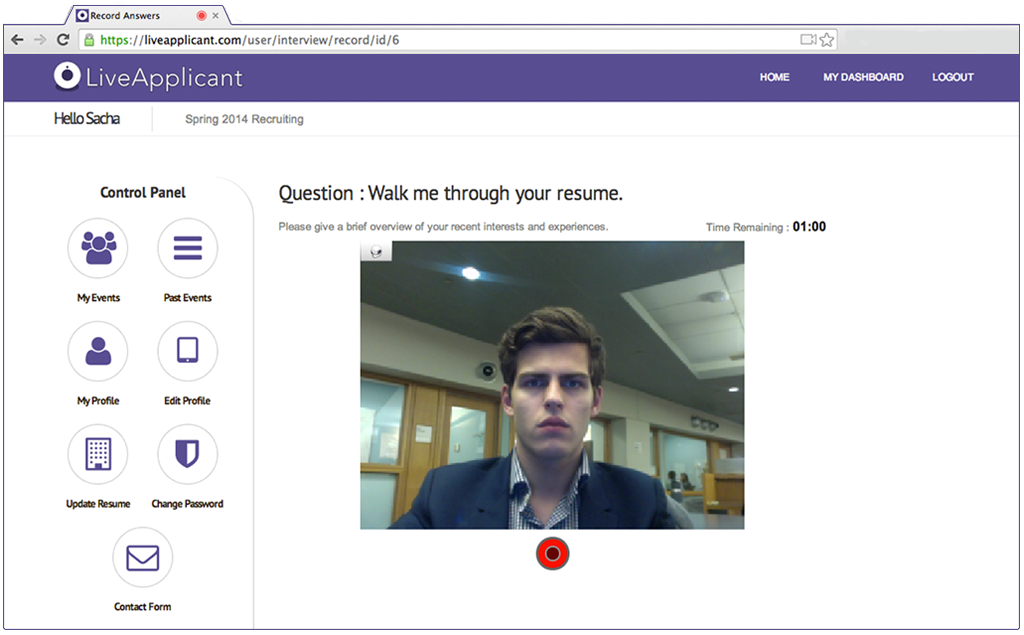 Record Answers
https://liveapplicant.com/user/interview/record/id/6
LiveApplicant
HOME MY DASHBOARD LOGOUT
Hello Sacha Spring 2014 Recruiting
Control Panel
My Events Past Events
My Profile Edit Profile
Update Resume Change Password
Contact Form
Question : Walk me through your resume.
Please give a brief overview of your recent interests and experiences. Time Remaining : 01:00